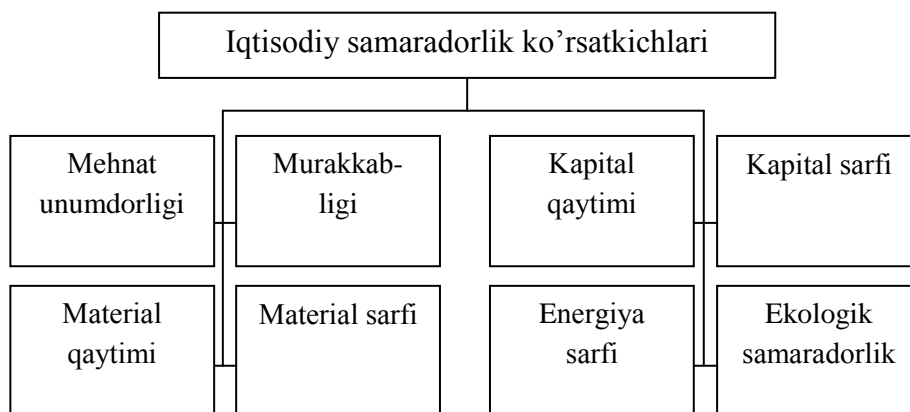 Iqtisodiy samaradorlik ko'rsatkichlari
Mehnat
unumdorligi
Murakkab-
ligi
Kapital
qaytimi
Kapital sarfi
Material
qaytimi
Material sarfi
Energiya
sarfi
Ekologik
samaradorlik